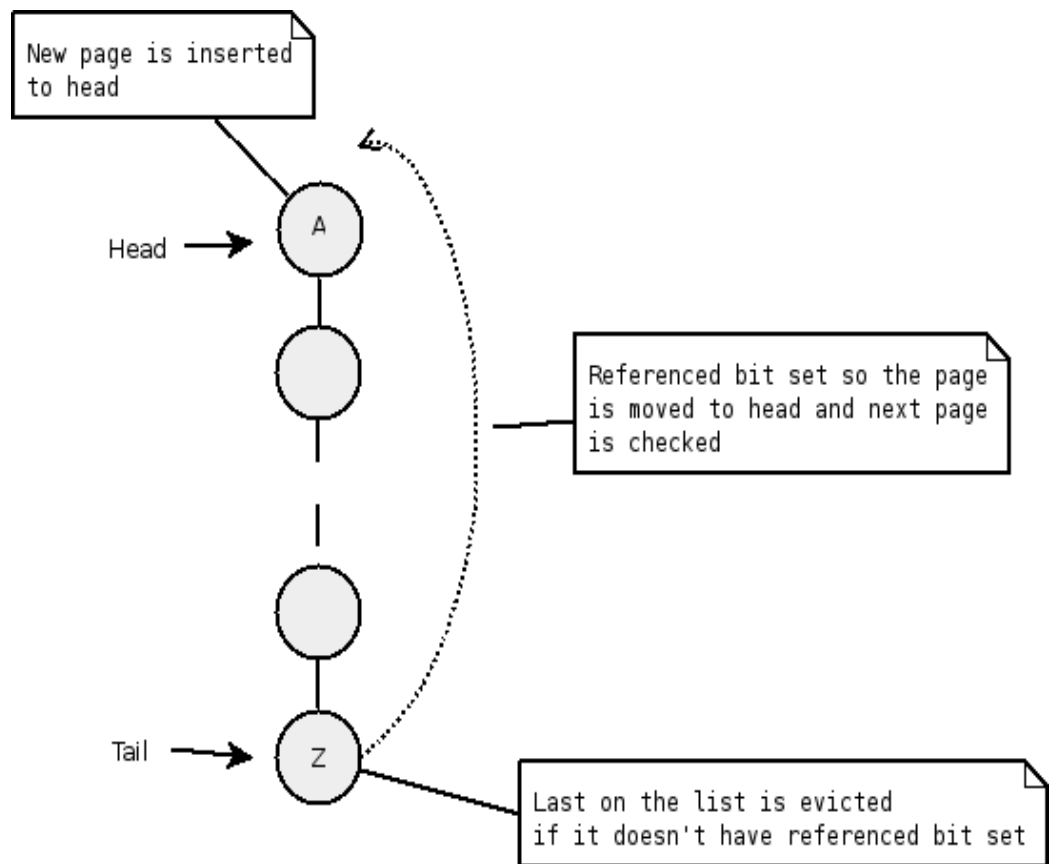 New page is inserted
to head
A
Head
Referenced bit set so the page
is moved to head and next page
is checked
Tail
Z
Last on the list is evicted
if it doesn't have referenced bit set